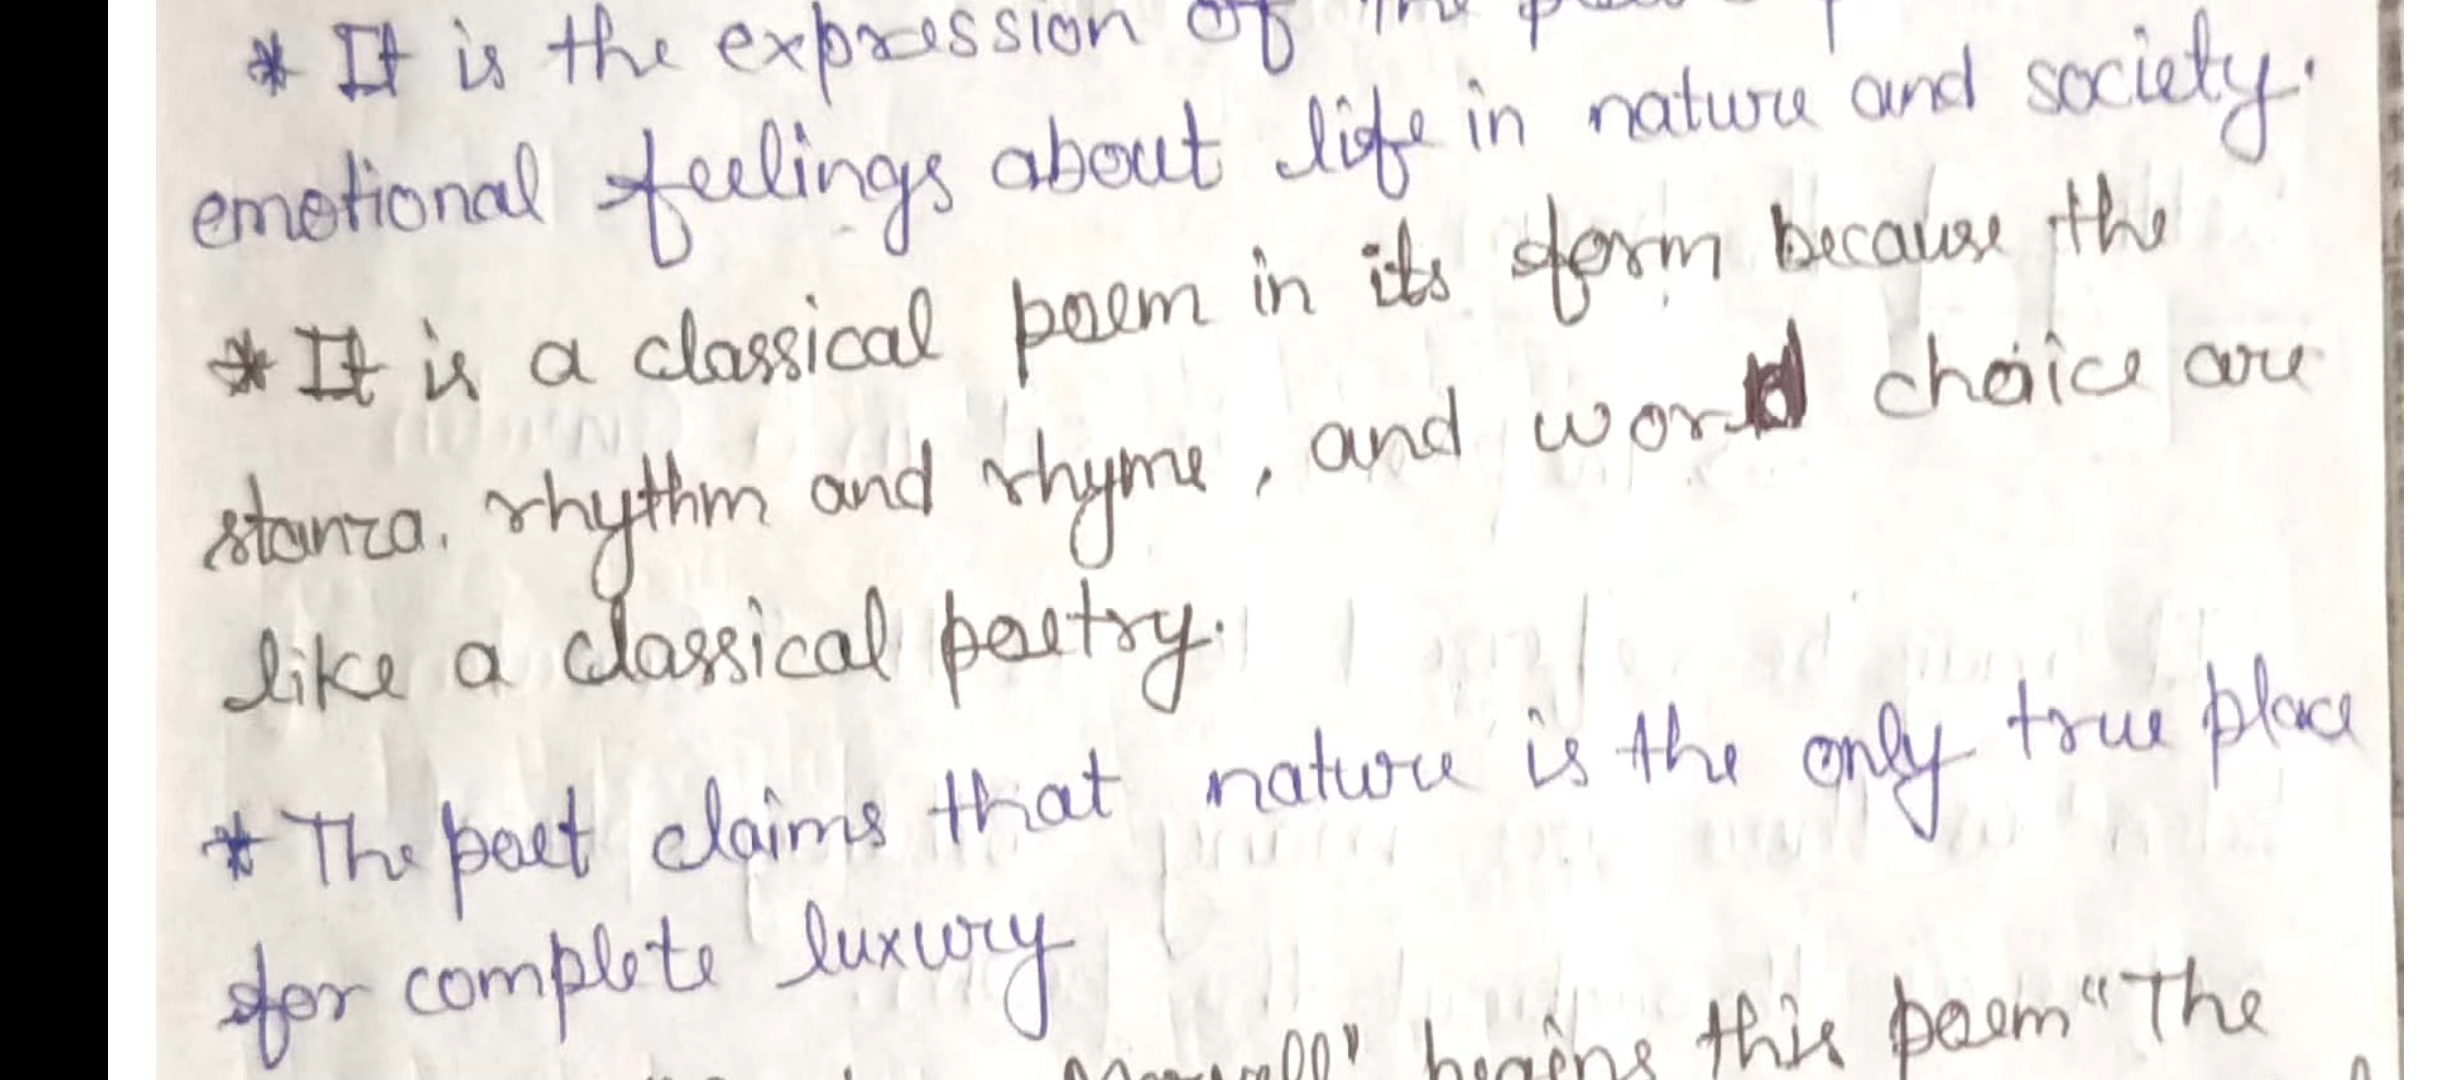 * It is the expression of the
emotional feelings about life in nature and society.
* It is a classical poem in its form because the
stanza, rhythm and rhyme, and word choice are
like a classical poetry.
* The poet claims that nature is the only true place
for complete luxury
begins this poem "The